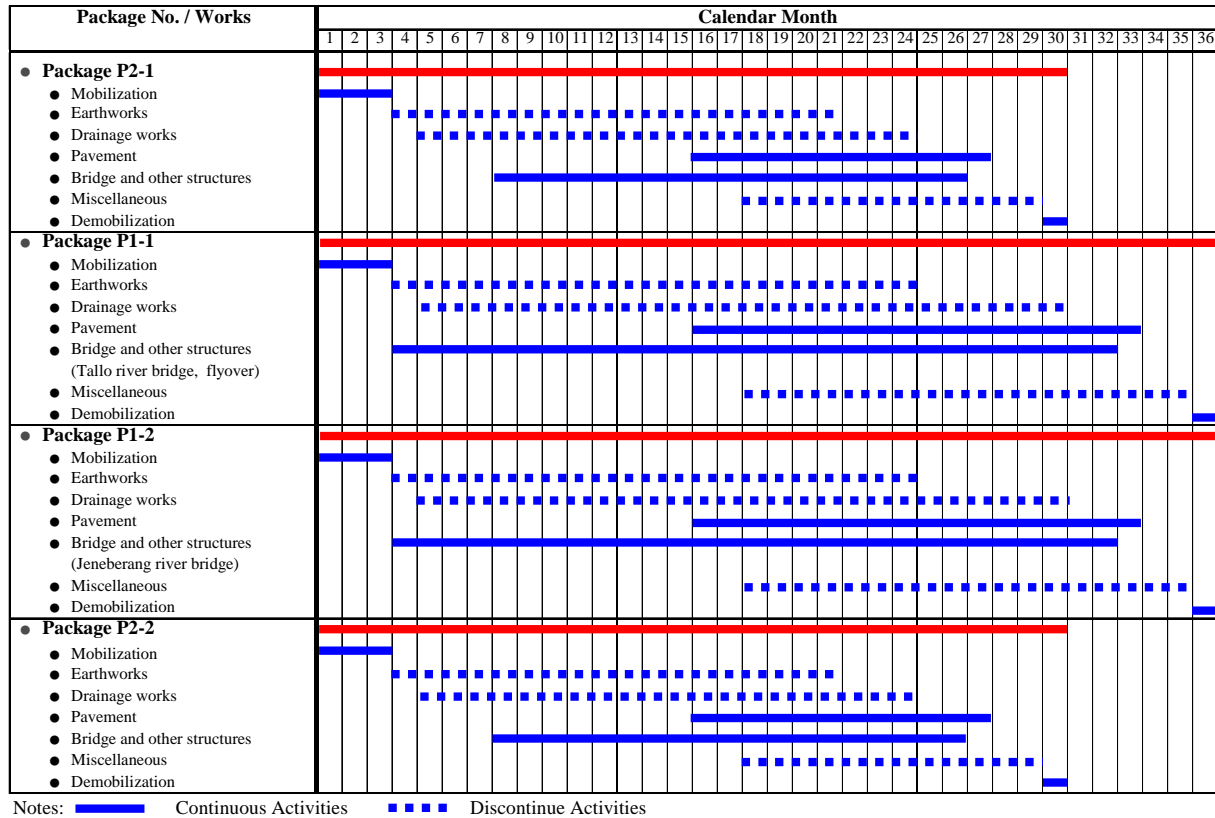 Package No. / Works Calendar Month
1 2 3 4 5 6 7 8 9 10 11 12 13 14 15 16 17 18 19 20 21 22 23 24 25 26 27 28 29 30 31 32 33 34 35 36
● Package P2-1
● Mobilization
● Earthworks
● Drainage works
● Pavement
● Bridge and other structures
● Miscellaneous
● Demobilization
● Package P1-1
● Mobilization
● Earthworks
● Drainage works
● Pavement
● Bridge and other structures
(Tallo river bridge, flyover)
● Miscellaneous
● Demobilization
● Package P1-2
● Mobilization
● Earthworks
● Drainage works
● Pavement
● Bridge and other structures
(Jeneberang river bridge)
● Miscellaneous
● Demobilization
● Package P2-2
● Mobilization
● Earthworks
● Drainage works
● Pavement
● Bridge and other structures
● Miscellaneous
● Demobilization
Notes: Continuous Activities Discontinue Activities